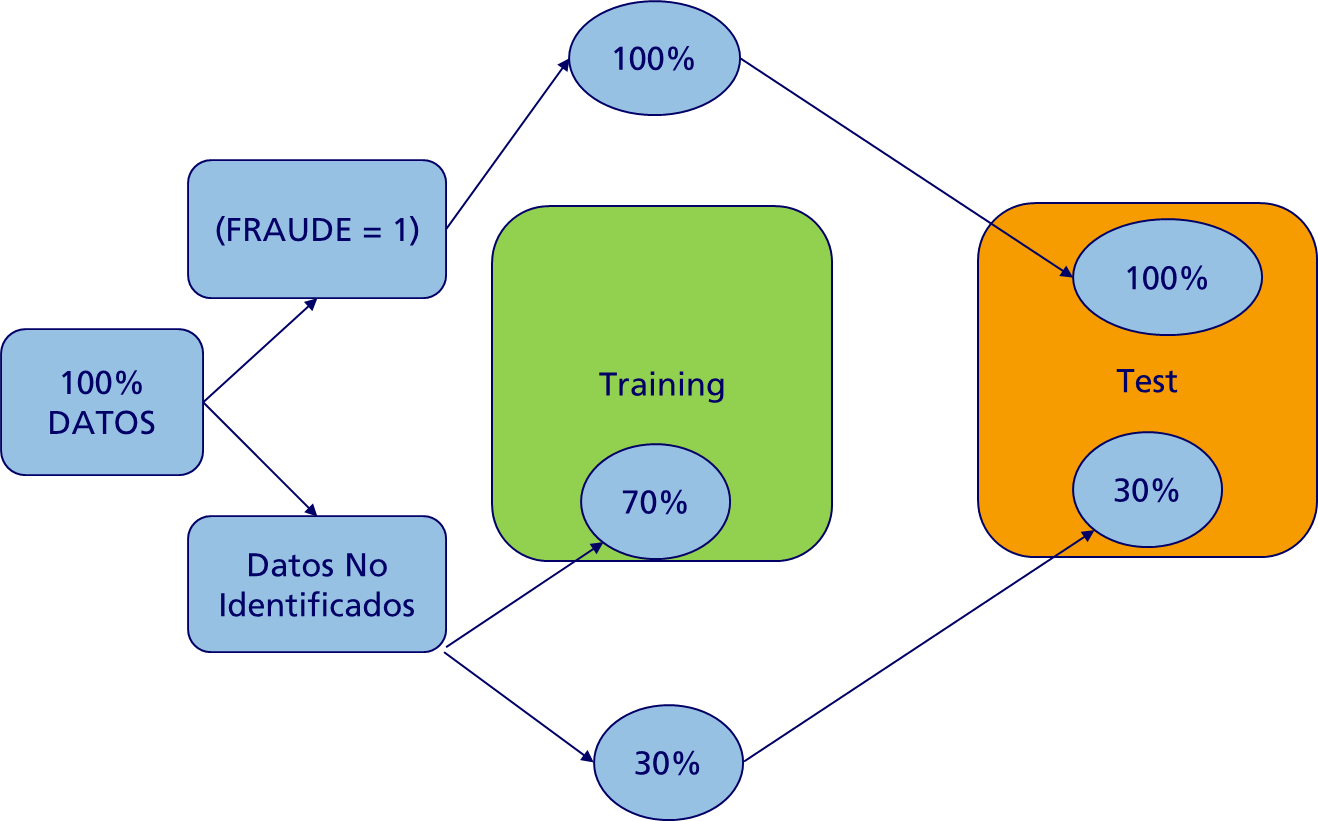 100%
(FRAUDE = 1)
100%
100%
DATOS
Training
Test
70%
30%
Datos No
Identificados
30%